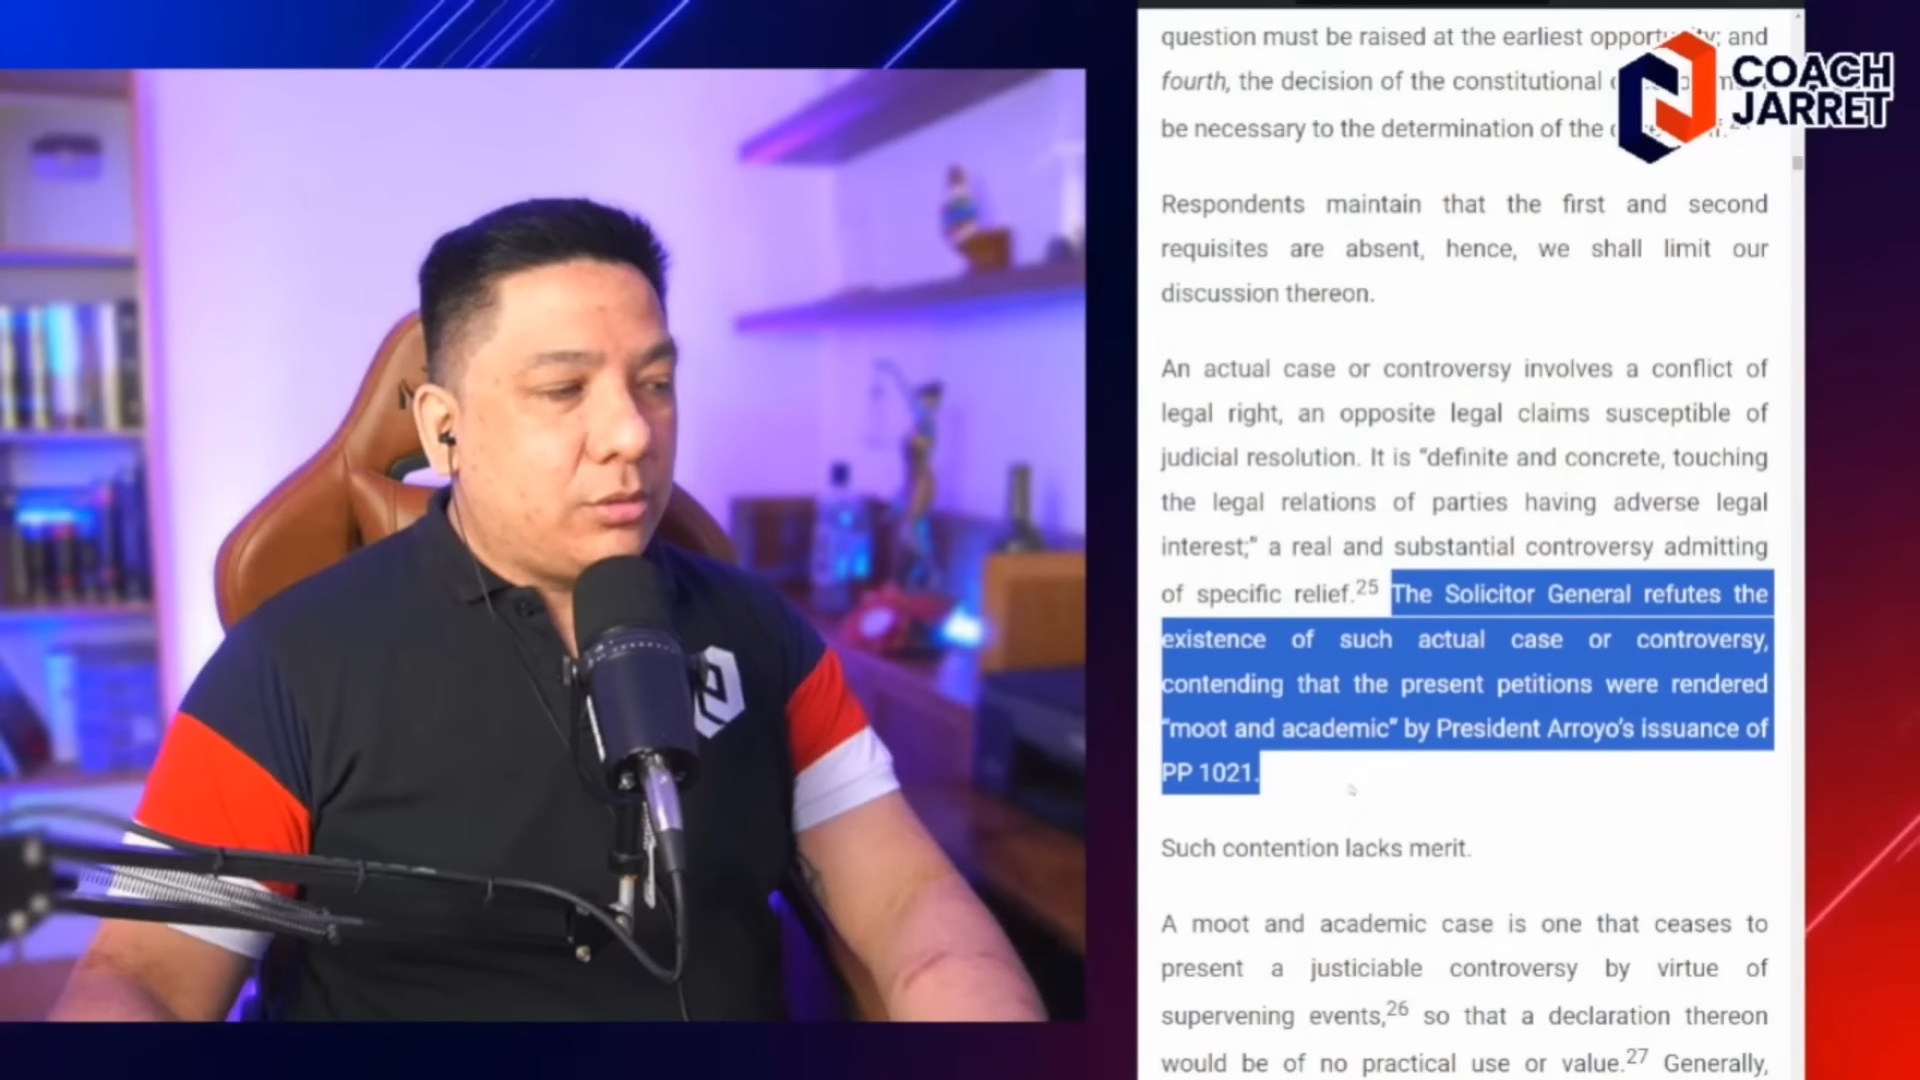 question must be raised at the earliest opportunity; and
fourth, the decision of the constitutional
be necessary to the determination of the
COACH
JARRET
Respondents maintain that the first and second
requisites are absent, hence, we shall limit our
discussion thereon.
An actual case or controversy involves a conflict of
legal right, an opposite legal claims susceptible of
judicial resolution. It is “definite and concrete, touching
the legal relations of parties having adverse legal
interest;” a real and substantial controversy admitting
of specific relief.25 The Solicitor General refutes the
existence of such actual case or controversy,
contending that the present petitions were rendered
“moot and academic” by President Arroyo’s issuance of
PP 1021.
Such contention lacks merit.
A moot and academic case is one that ceases to
present a justiciable controversy by virtue of
supervening events,26 so that a declaration thereon
would be of no practical use or value.27 Generally,